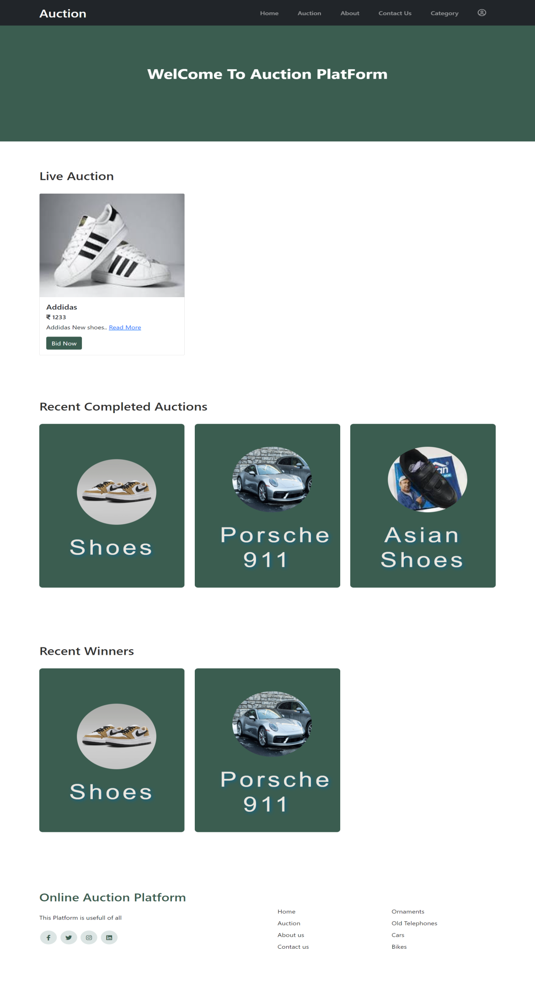 Auction
Home Auction About Contact Us Category
WelCome To Auction PlatForm
Live Auction
Addidas
₹ 1233
Addidas New shoes.. Read More
Bid Now
Recent Completed Auctions
Shoes
Porsche
911
Asian
Shoes
Recent Winners
Shoes
Porsche
911
Online Auction Platform
This Platform is usefull of all
Home
Auction
About us
Contact us
Ornaments
Old Telephones
Cars
Bikes